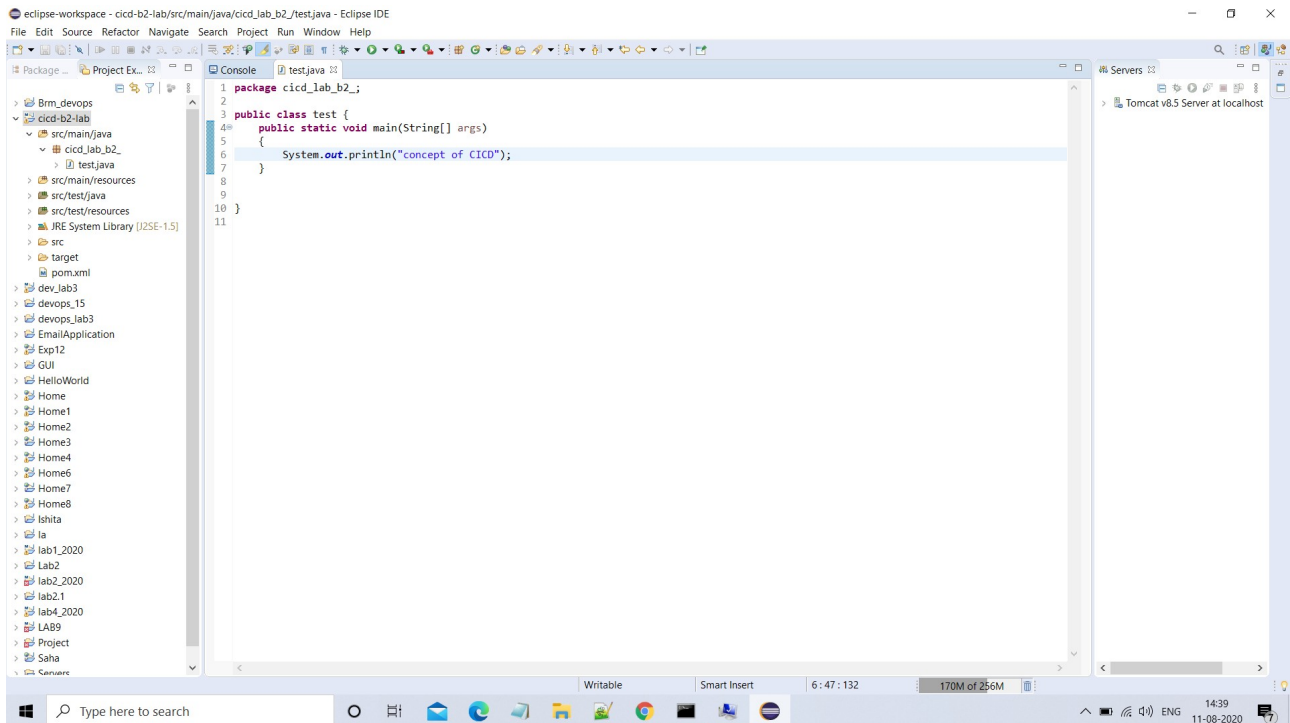 eclipse-workspace - cicd-b2-lab/src/main/java/cicd_lab_b2_/test.java - Eclipse IDE
File Edit Source Refactor Navigate Search Project Run Window Help
Package ... Project Ex...
Brm_devops
cicd-b2-lab
src/main/java
cicd_lab_b2_
test.java
src/main/resources
src/test/java
src/test/resources
JRE System Library [J2SE-1.5]
src
target
pom.xml
dev_lab3
devops_15
devops_lab3
EmailApplication
Exp12
GUI
HelloWorld
Home
Home1
Home2
Home3
Home4
Home6
Home7
Home8
Ishita
la
lab1_2020
Lab2
lab2_2020
lab2.1
lab4_2020
LAB9
Project
Saha
Servers
Console test.java
1 package cicd_lab_b2_;
2
3 public class test {
4 public static void main(String[] args)
5 {
6 System.out.println("concept of CICD");
7 }
8
9
10 }
11
Servers
Tomcat v8.5 Server at localhost
Writable Smart Insert 6 : 47 : 132 170M of 256M
Type here to search
ENG 14:39
11-08-2020
7